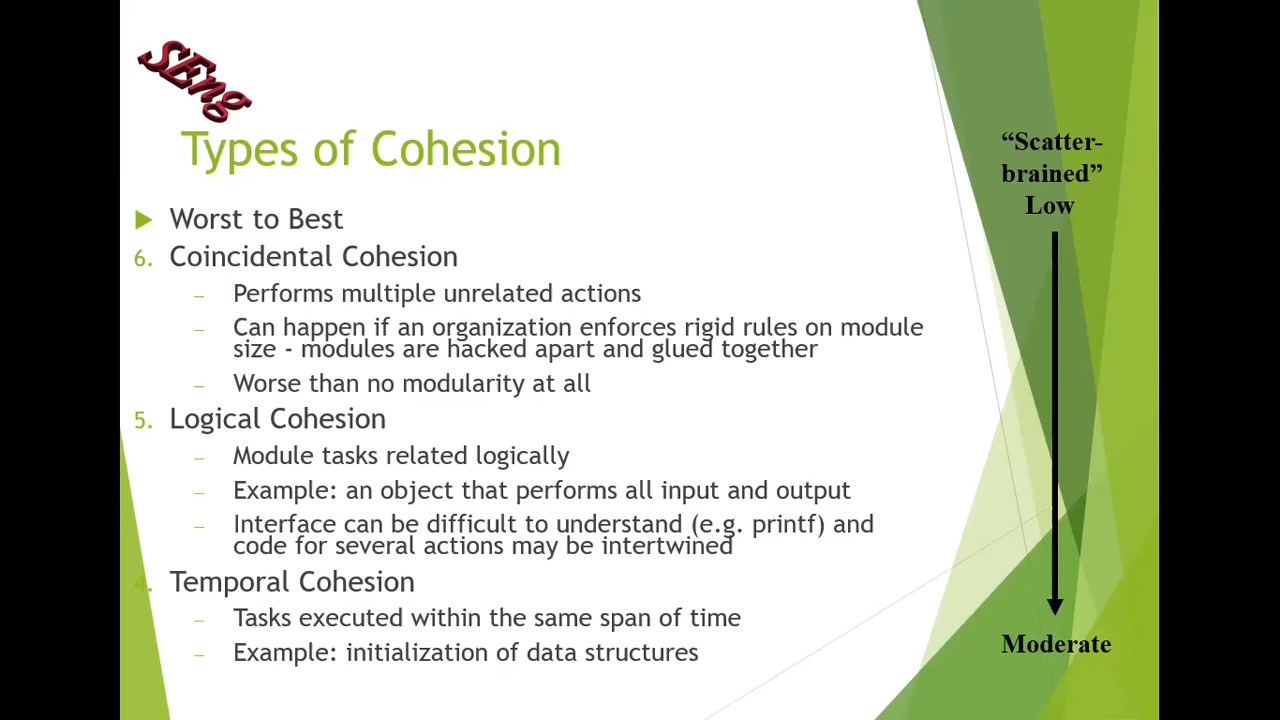 SEng
Types of Cohesion
▶ Worst to Best
6. Coincidental Cohesion
– Performs multiple unrelated actions
– Can happen if an organization enforces rigid rules on module
size - modules are hacked apart and glued together
– Worse than no modularity at all
5. Logical Cohesion
– Module tasks related logically
– Example: an object that performs all input and output
– Interface can be difficult to understand (e.g. printf) and
code for several actions may be intertwined
4. Temporal Cohesion
– Tasks executed within the same span of time
– Example: initialization of data structures
“Scatter-
brained”
Low
Moderate